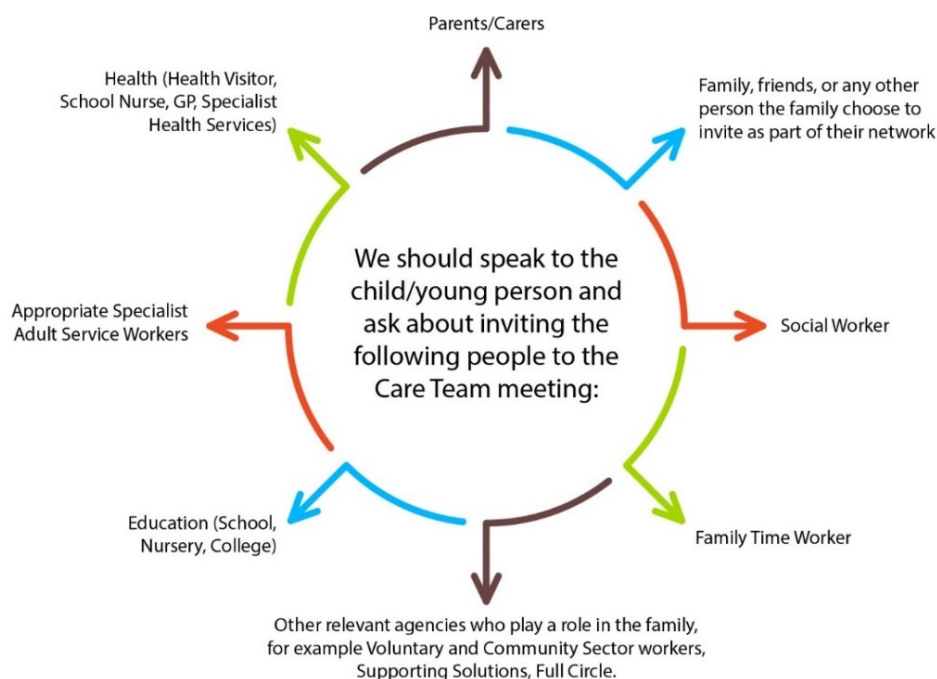 Parents/Carers
Family, friends, or any other
person the family choose to
invite as part of their network
Social Worker
Family Time Worker
Other relevant agencies who play a role in the family,
for example Voluntary and Community Sector workers,
Supporting Solutions, Full Circle.
Education (School,
Nursery, College)
Appropriate Specialist
Adult Service Workers
Health (Health Visitor,
School Nurse, GP, Specialist
Health Services)
We should speak to the
child/young person and
ask about inviting the
following people to the
Care Team meeting: